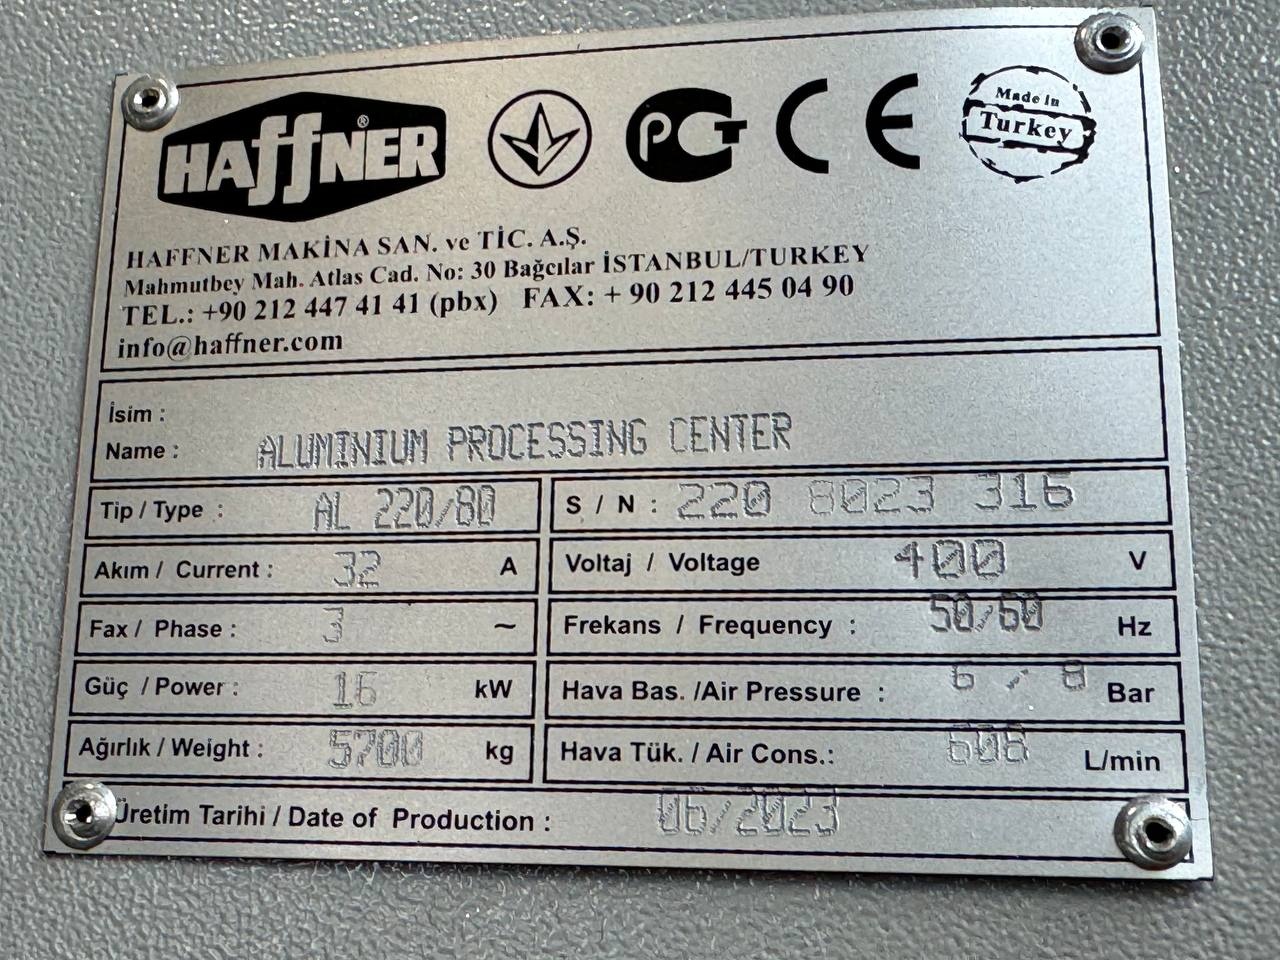 HAffNER®
PCT
CE
Made in
Turkey
HAFFNER MAKİNA SAN. ve TİC. A.Ş.
Mahmutbey Mah. Atlas Cad. No: 30 Bağcılar İSTANBUL/TURKEY
TEL.: +90 212 447 41 41 (pbx) FAX: + 90 212 445 04 90
info@haffner.com
İsim :
Name : ALUMINIUM PROCESSING CENTER
Tip / Type : AL 220/80
S / N : 220 8023 316
Akım / Current : 32 A
Voltaj / Voltage 400 V
Fax / Phase : 3 ~
Frekans / Frequency : 50/60 Hz
Güç / Power : 16 kW
Hava Bas. /Air Pressure : 6 / 8 Bar
Ağırlık / Weight : 5700 kg
Hava Tük. / Air Cons.: 608 L/min
Üretim Tarihi / Date of Production : 06/2023